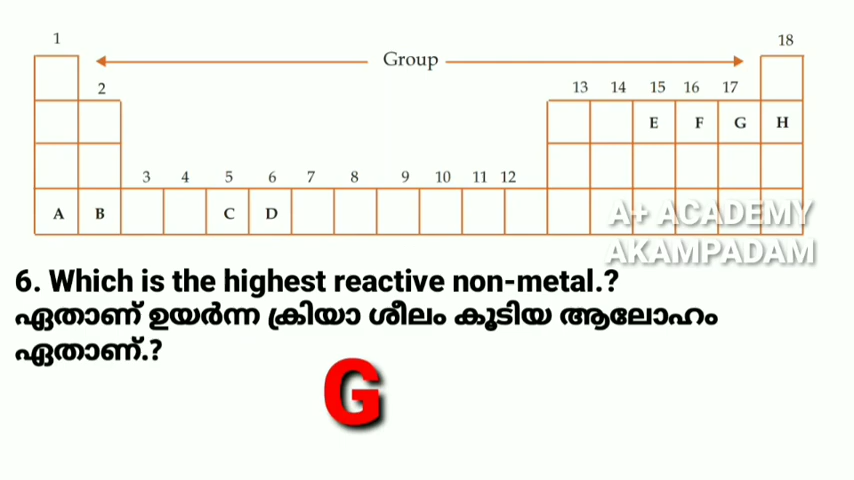 1
18
Group
2
13 14 15 16 17
E F G H
3 4 5 6 7 8 9 10 11 12
A B C D
A+ ACADEMY
AKAMPADAM
6. Which is the highest reactive non-metal.?
ഏതാണ് ഉയർന്ന ക്രിയാ ശീലം കൂടിയ ആലോഹം
ഏതാണ്.?
G